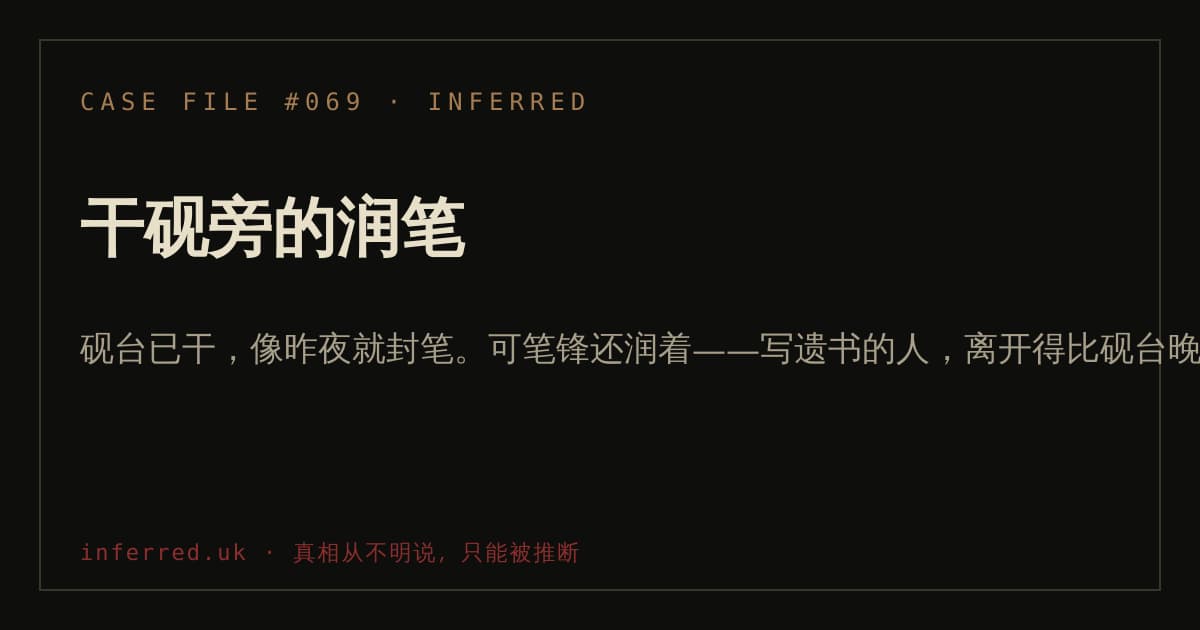 CASE FILE #069 · INFERRED
干砚旁的润笔
砚台已干，像昨夜就封笔。可笔锋还润着——写遗书的人，离开得比砚台晚
inferred.uk · 真相从不明说，只能被推断